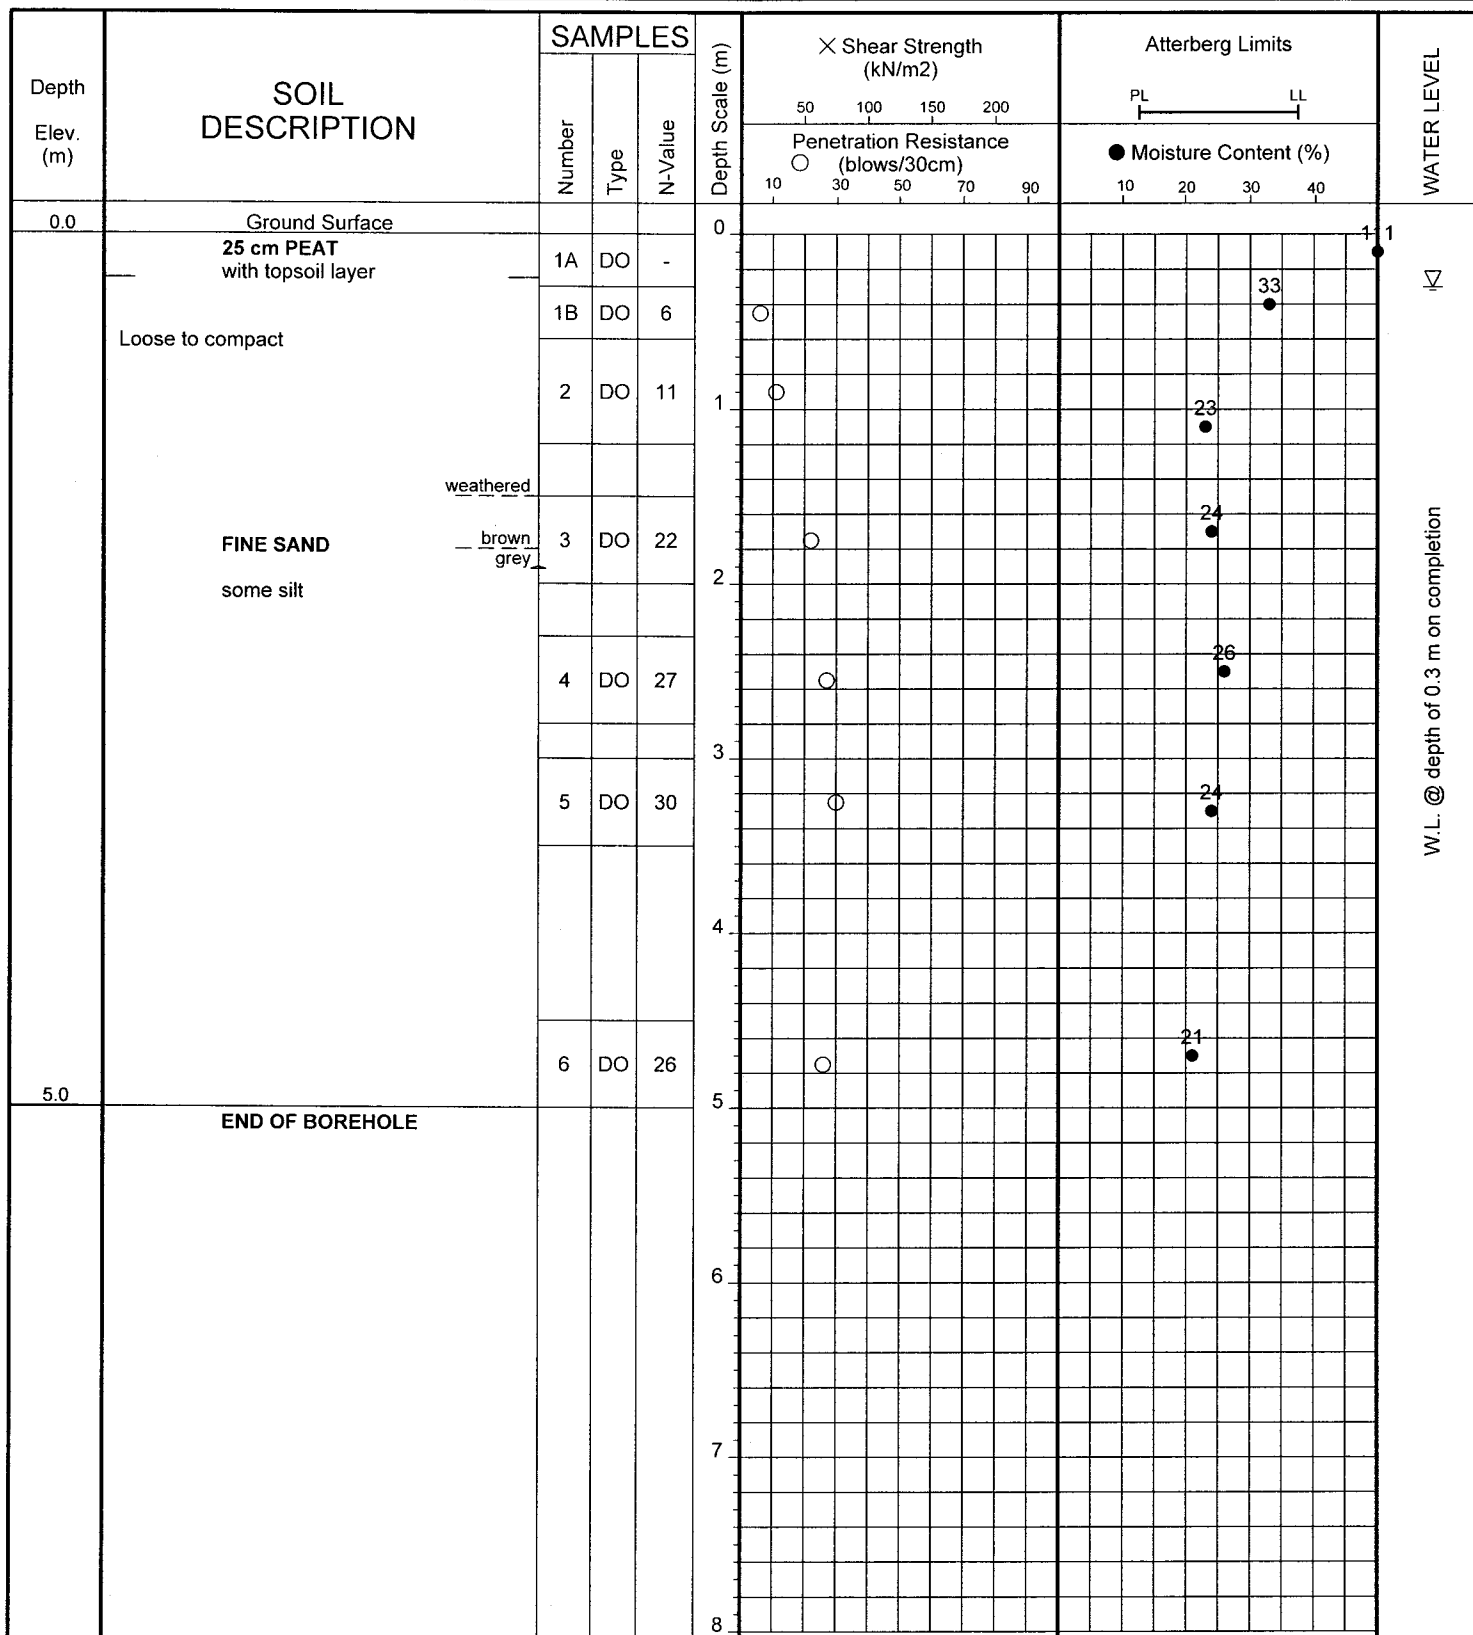 Depth
Elev.
(m)
SOIL
DESCRIPTION
SAMPLES
Number
Type
N-Value
Depth Scale (m)
× Shear Strength
(kN/m2)
50 100 150 200
Penetration Resistance
(blows/30cm)
10 30 50 70 90
Atterberg Limits
PL LL
Moisture Content (%)
10 20 30 40
WATER LEVEL
0.0 Ground Surface
0
25 cm PEAT
with topsoil layer
1A DO -
111
33
1B DO 6
Loose to compact
2 DO 11
1
23
weathered
24
FINE SAND
brown
grey
3 DO 22
some silt
2
26
4 DO 27
3
5 DO 30
24
W.L. @ depth of 0.3 m on completion
4
21
6 DO 26
5.0
5
END OF BOREHOLE
6
7
8